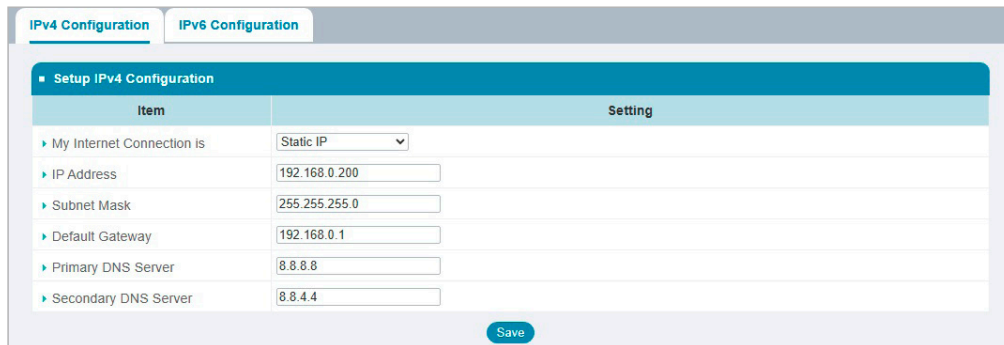 IPv4 Configuration IPv6 Configuration
Setup IPv4 Configuration
Item Setting
My Internet Connection is Static IP
IP Address 192.168.0.200
Subnet Mask 255.255.255.0
Default Gateway 192.168.0.1
Primary DNS Server 8.8.8.8
Secondary DNS Server 8.8.4.4
Save